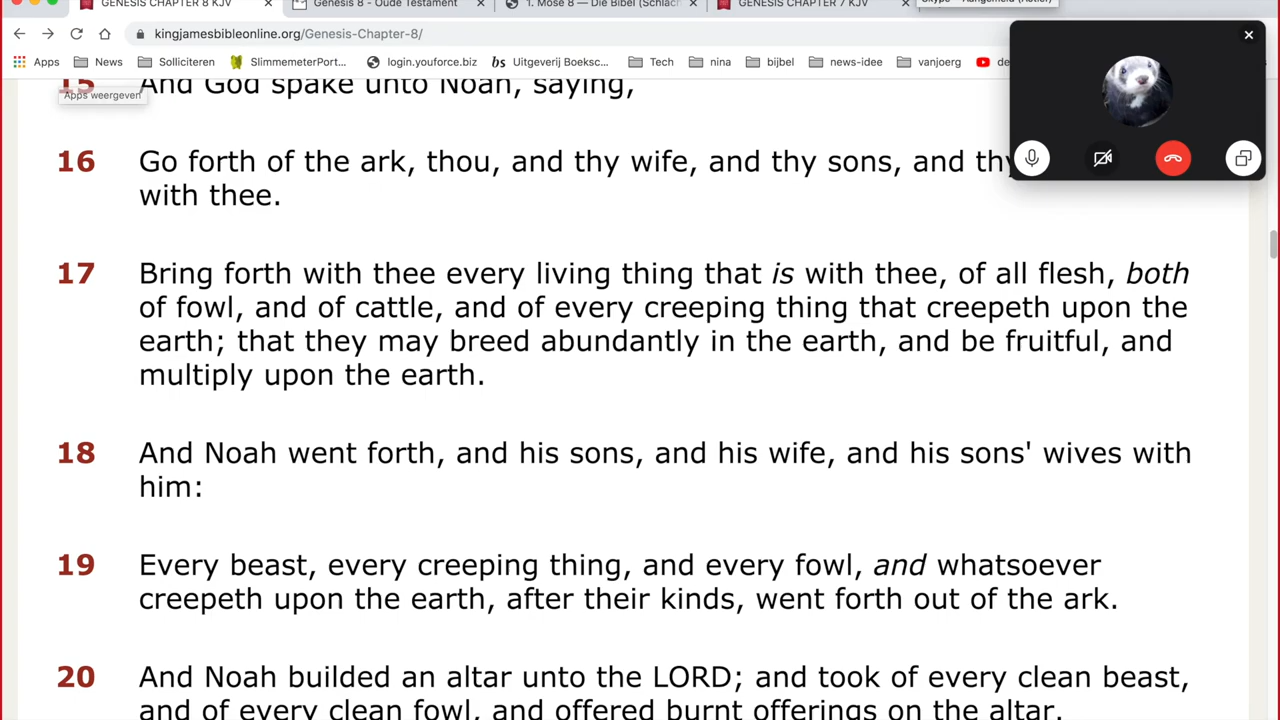 GENESIS CHAPTER 8 KJV × Genesis 8 - Oude Testament × 1. Mose 8 — Die Bibel (Schlach × GENESIS CHAPTER 7 KJV ×
kingjamesbibleonline.org/Genesis-Chapter-8/
Apps News Solliciteren SlimmemeterPort... login.youforce.biz bs Uitgeverij Boeksc... Tech nina bijbel news-idee vanjoerg de
15 And God spake unto Noah, saying,
Apps weergeven
16 Go forth of the ark, thou, and thy wife, and thy sons, and thy
with thee.
17 Bring forth with thee every living thing that is with thee, of all flesh, both
of fowl, and of cattle, and of every creeping thing that creepeth upon the
earth; that they may breed abundantly in the earth, and be fruitful, and
multiply upon the earth.
18 And Noah went forth, and his sons, and his wife, and his sons' wives with
him:
19 Every beast, every creeping thing, and every fowl, and whatsoever
creepeth upon the earth, after their kinds, went forth out of the ark.
20 And Noah builded an altar unto the LORD; and took of every clean beast,
and of every clean fowl, and offered burnt offerings on the altar.